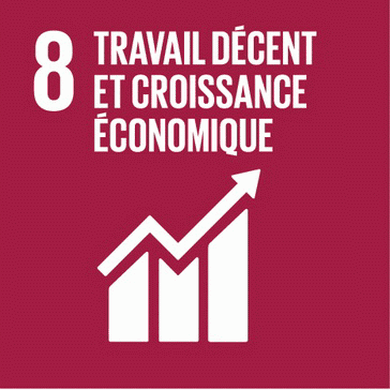 8 TRAVAIL DÉCENT
ET CROISSANCE
ÉCONOMIQUE